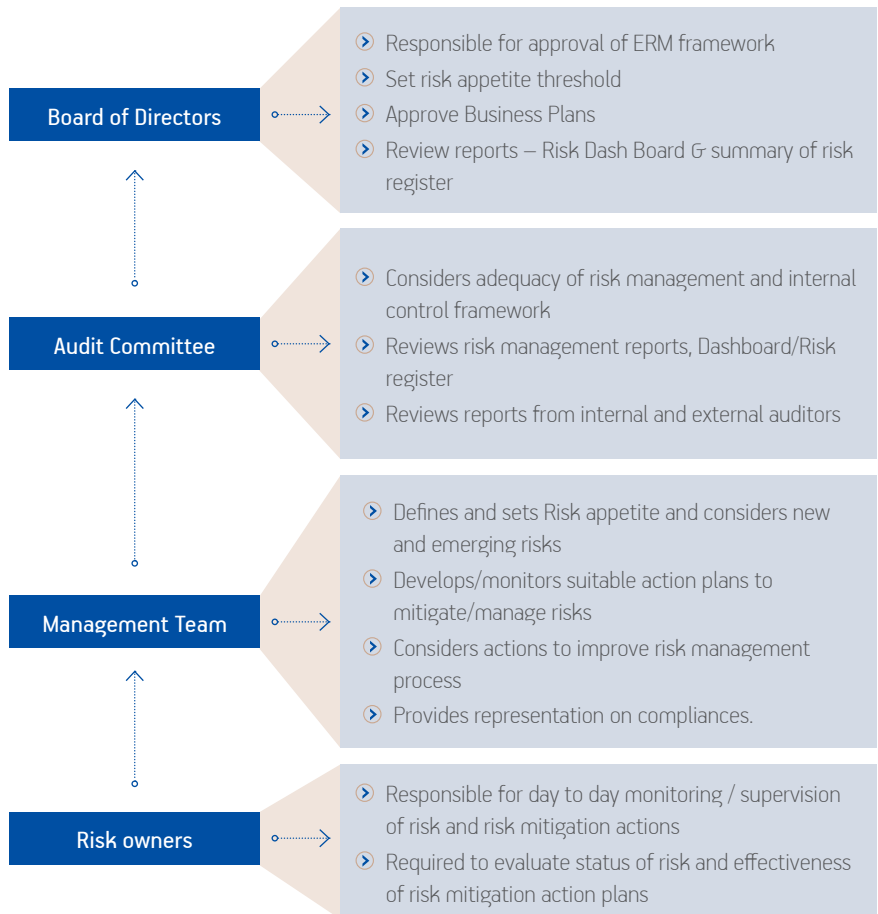 Board of Directors
Responsible for approval of ERM framework
Set risk appetite threshold
Approve Business Plans
Review reports – Risk Dash Board & summary of risk
register
Audit Committee
Considers adequacy of risk management and internal
control framework
Reviews risk management reports, Dashboard/Risk
register
Reviews reports from internal and external auditors
Management Team
Defines and sets Risk appetite and considers new
and emerging risks
Develops/monitors suitable action plans to
mitigate/manage risks
Considers actions to improve risk management
process
Provides representation on compliances.
Risk owners
Responsible for day to day monitoring / supervision
of risk and risk mitigation actions
Required to evaluate status of risk and effectiveness
of risk mitigation action plans